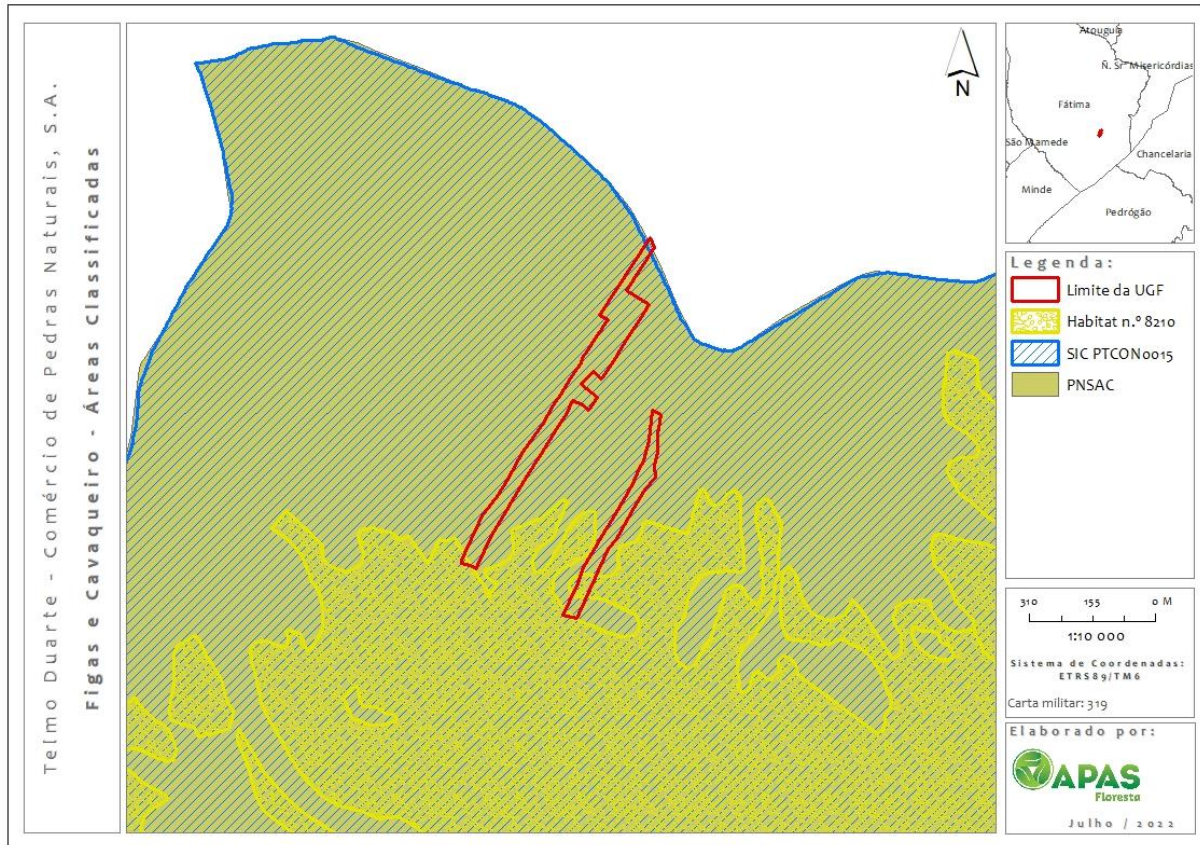 Telmo Duarte - Comércio de Pedras Naturais, S.A.
Figas e Cavaqueiro - Áreas Classificadas
N
Atouguia
Ñ. Srª Misericórdias
Fátima
São Mamede
Chancelaria
Minde
Pedrógão
Legenda:
Limite da UGF
Habitat n.º 8210
SIC PTCON0015
PNSAC
310 155 0 M
1:10 000
Sistema de Coordenadas:
ETRS89/TM6
Carta militar: 319
Elaborado por:
APAS
Floresta
Julho / 2022